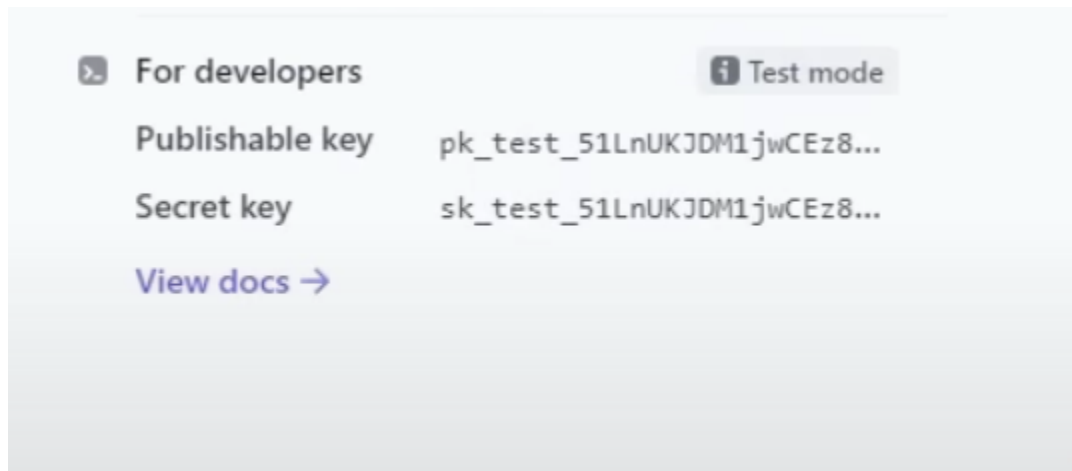 For developers
Test mode
Publishable key pk_test_51LnUKJDM1jwCEz8...
Secret key sk_test_51LnUKJDM1jwCEz8...
View docs →